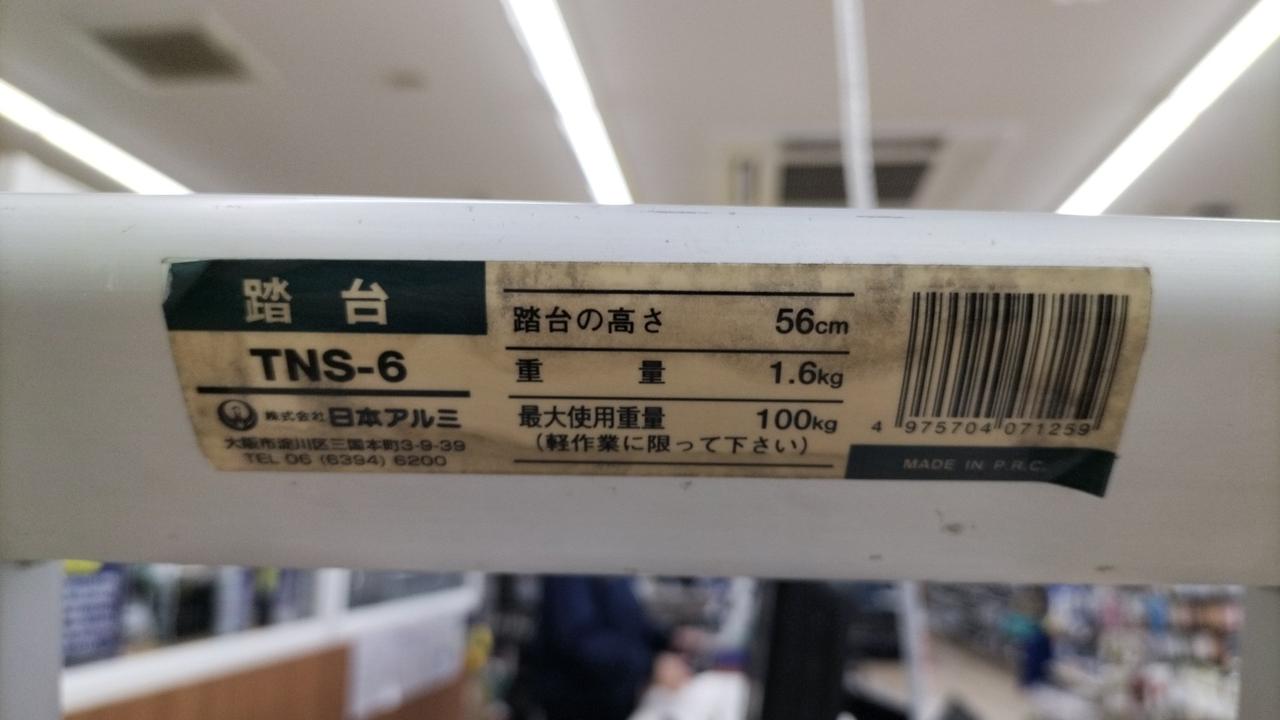 踏台
TNS-6
株式会社日本アルミ
大阪市淀川区三国本町3-9-39
TEL 06 (6394) 6200
踏台の高さ 56cm
重量 1.6kg
最大使用重量 100kg
(軽作業に限って下さい)
4 975704 071259
MADE IN P.R.C.